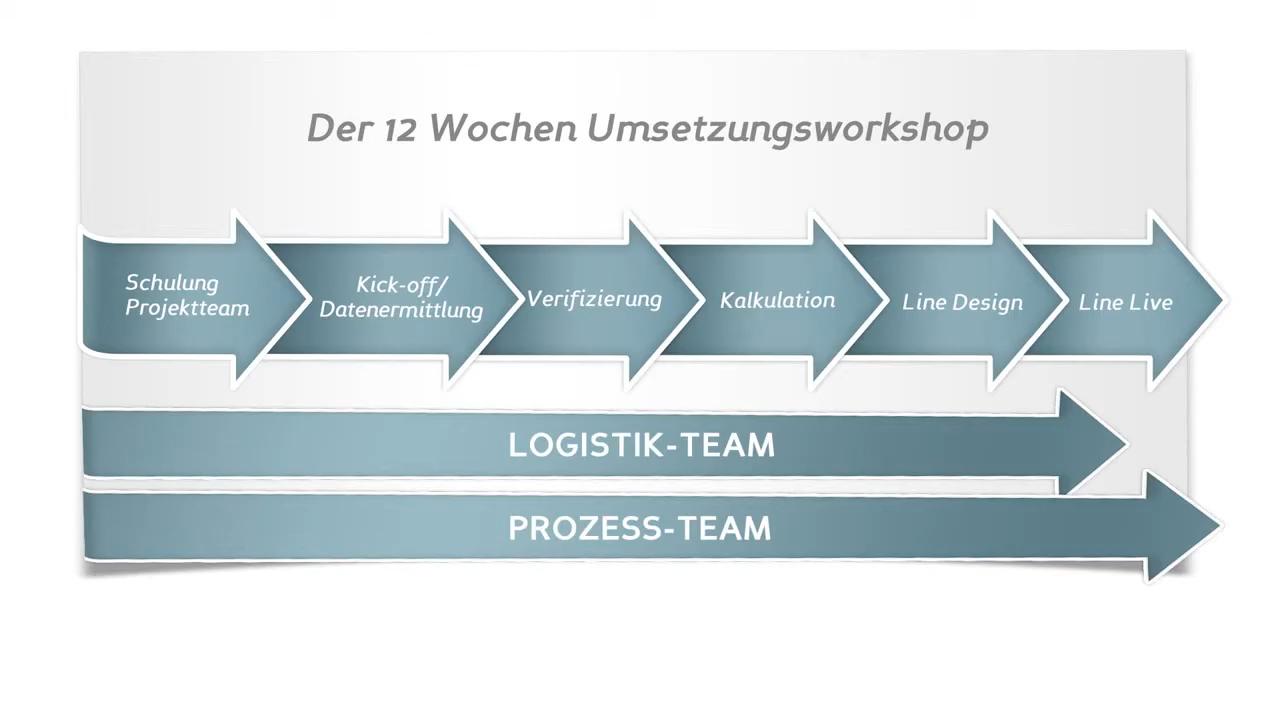 Der 12 Wochen Umsetzungsworkshop
Schulung
Projektteam
Kick-off/
Datenermittlung
Verifizierung
Kalkulation
Line Design
Line Live
LOGISTIK-TEAM
PROZESS-TEAM